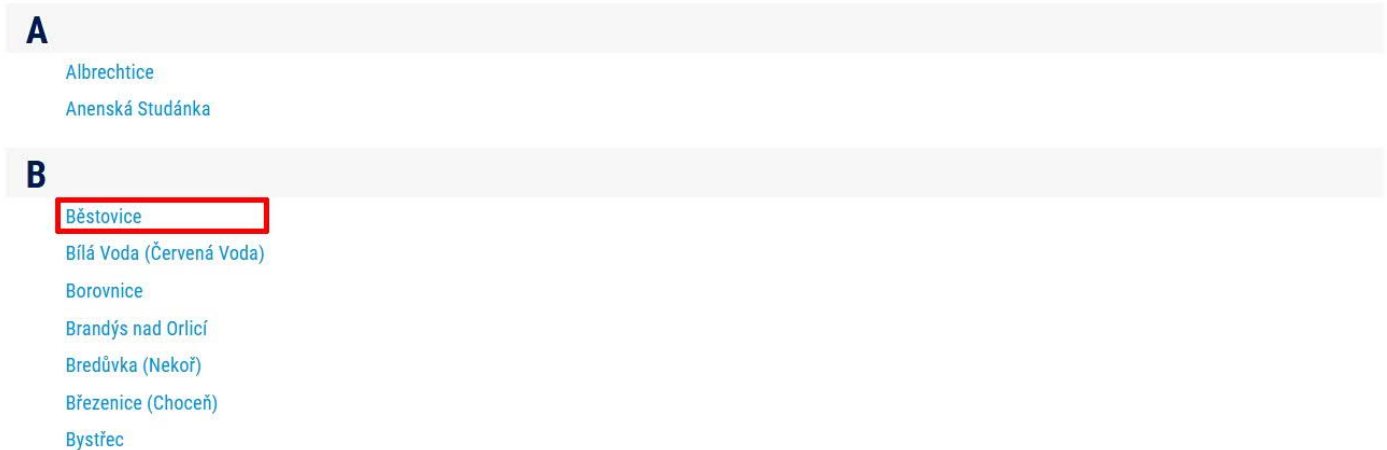 A
Albrechtice
Anenská Studánka
B
Běstovice
Bílá Voda (Červená Voda)
Borovnice
Brandýs nad Orlicí
Bredůvka (Nekoř)
Březenice (Choceň)
Bystřec